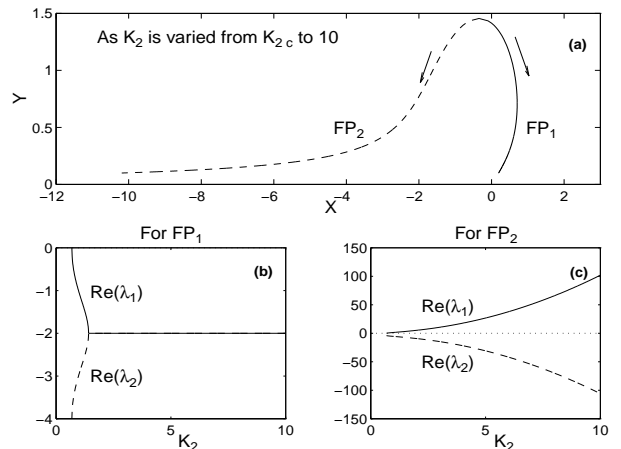 1.5
As K2 is varied from K2 c to 10
(a)
1
Y
0.5
FP2
FP1
0
−12
−10
−8
−6
−4
−2
0
2
X
For FP1
0
(b)
−1
Re(λ1)
−2
−3
Re(λ2)
−4
0
5
10
K2
For FP2
150
(c)
100
Re(λ1)
50
0
−50
Re(λ2)
−100
−150
0
5
10
K2